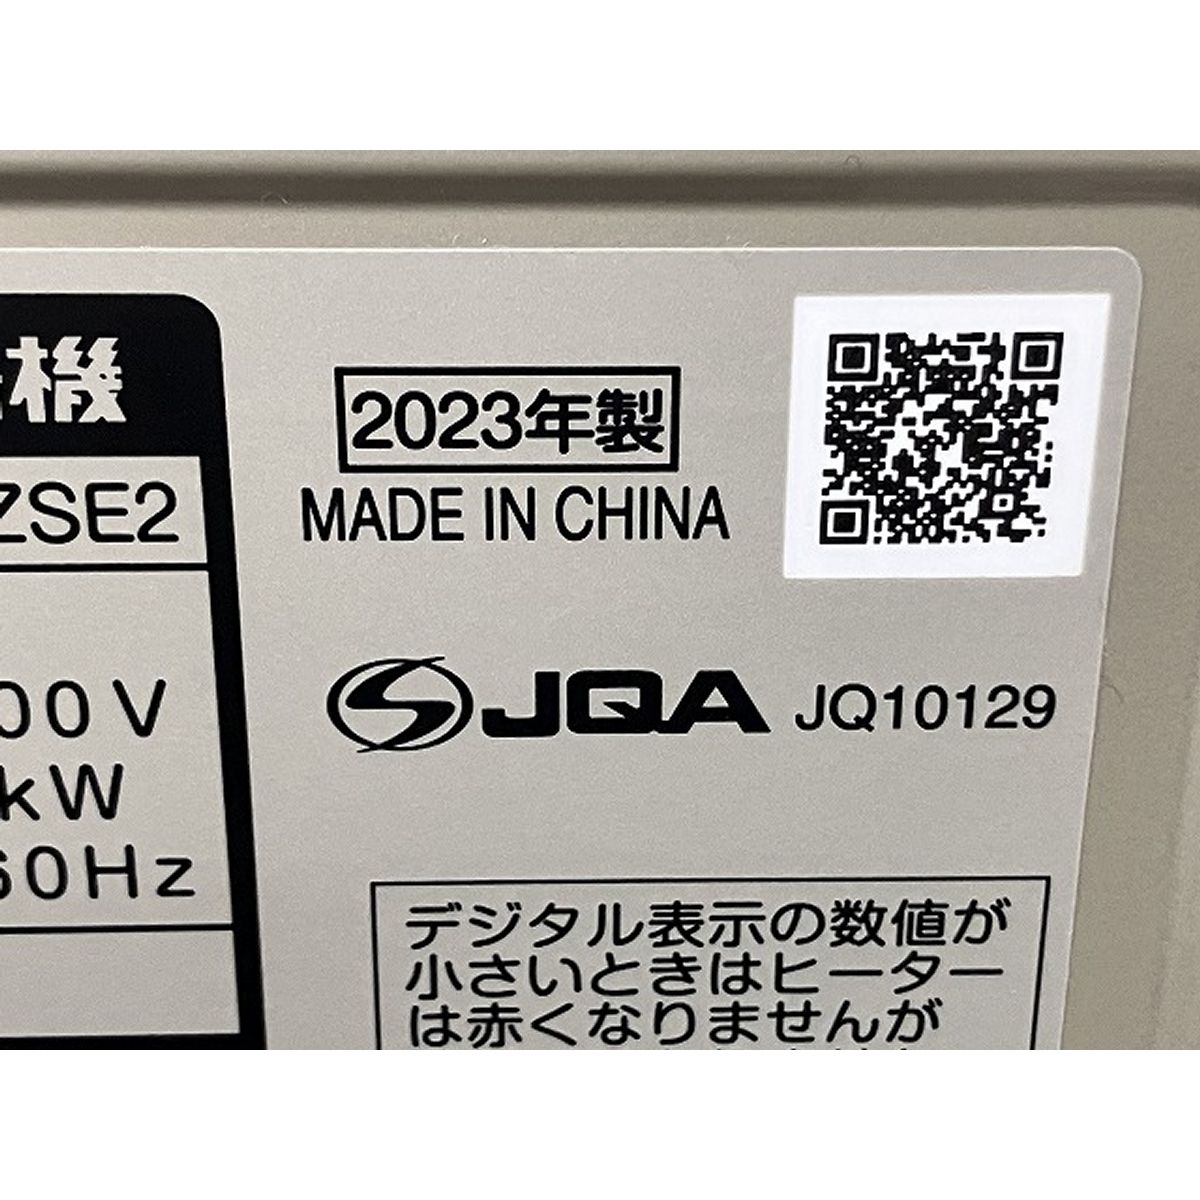 機
2023年製
ZSE2
MADE IN CHINA
00V
JQA JQ10129
kW
60Hz
デジタル表示の数値が
小さいときはヒーター
は赤くなりませんが